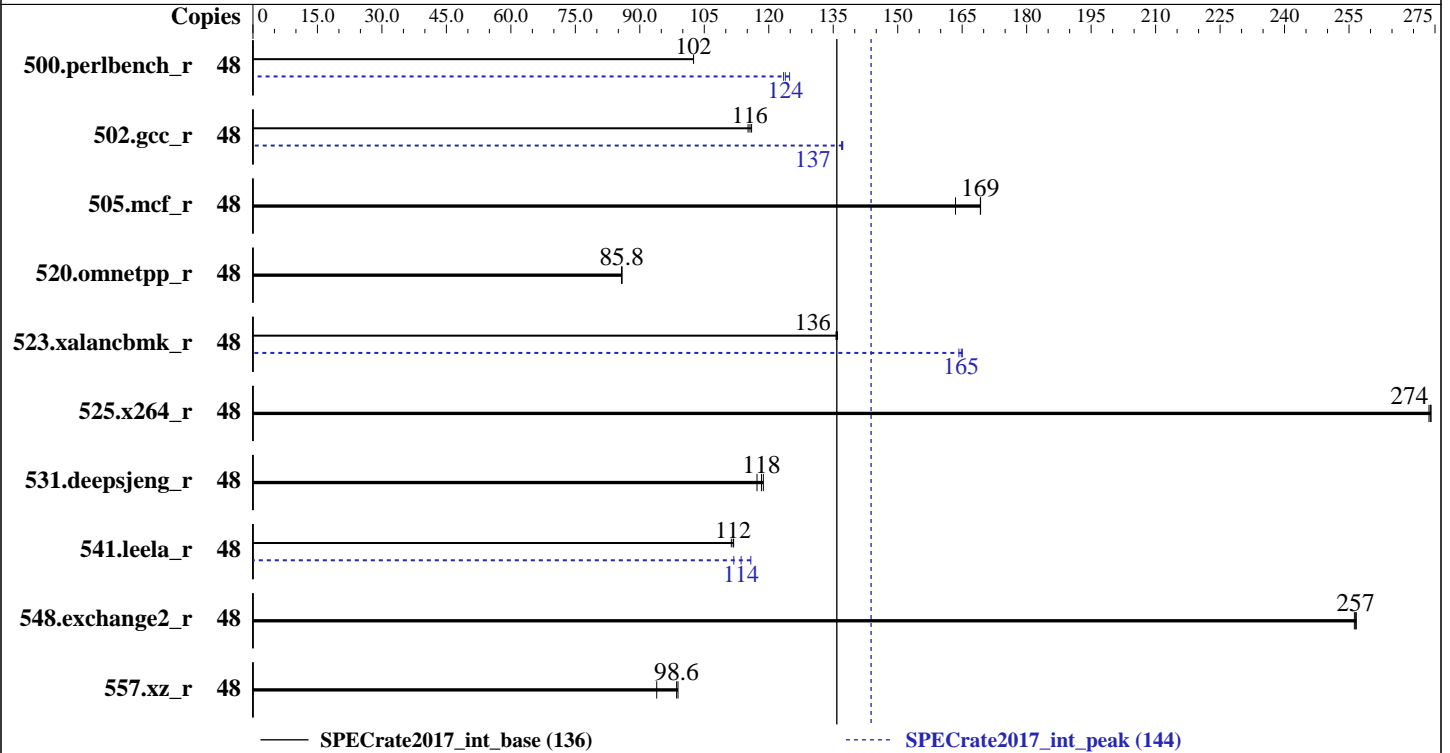 Copies 0 15.0 30.0 45.0 60.0 75.0 90.0 105 120 135 150 165 180 195 210 225 240 255 275
500.perlbench_r 48 102
124
502.gcc_r 48 116
137
505.mcf_r 48 169
520.omnetpp_r 48 85.8
523.xalancbmk_r 48 136
165
525.x264_r 48 274
531.deepsjeng_r 48 118
541.leela_r 48 112
114
548.exchange2_r 48 257
557.xz_r 48 98.6
SPECrate2017_int_base (136) SPECrate2017_int_peak (144)